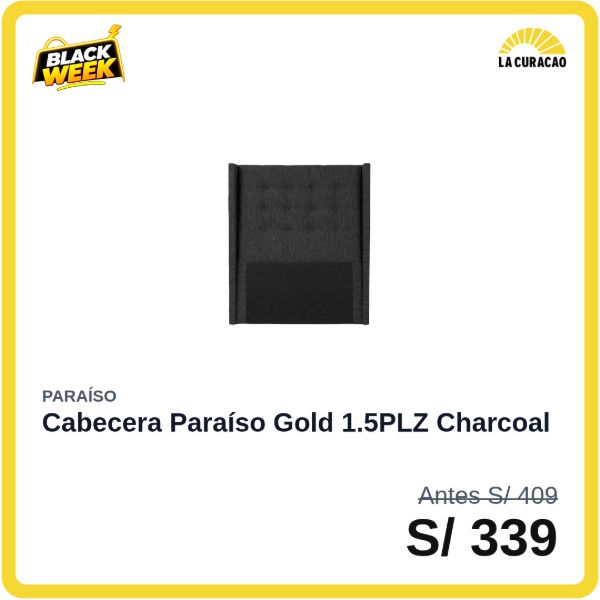 BLACK
WEEK
LA CURACAO
PARAÍSO
Cabecera Paraíso Gold 1.5PLZ Charcoal
Antes S/ 409
S/ 339